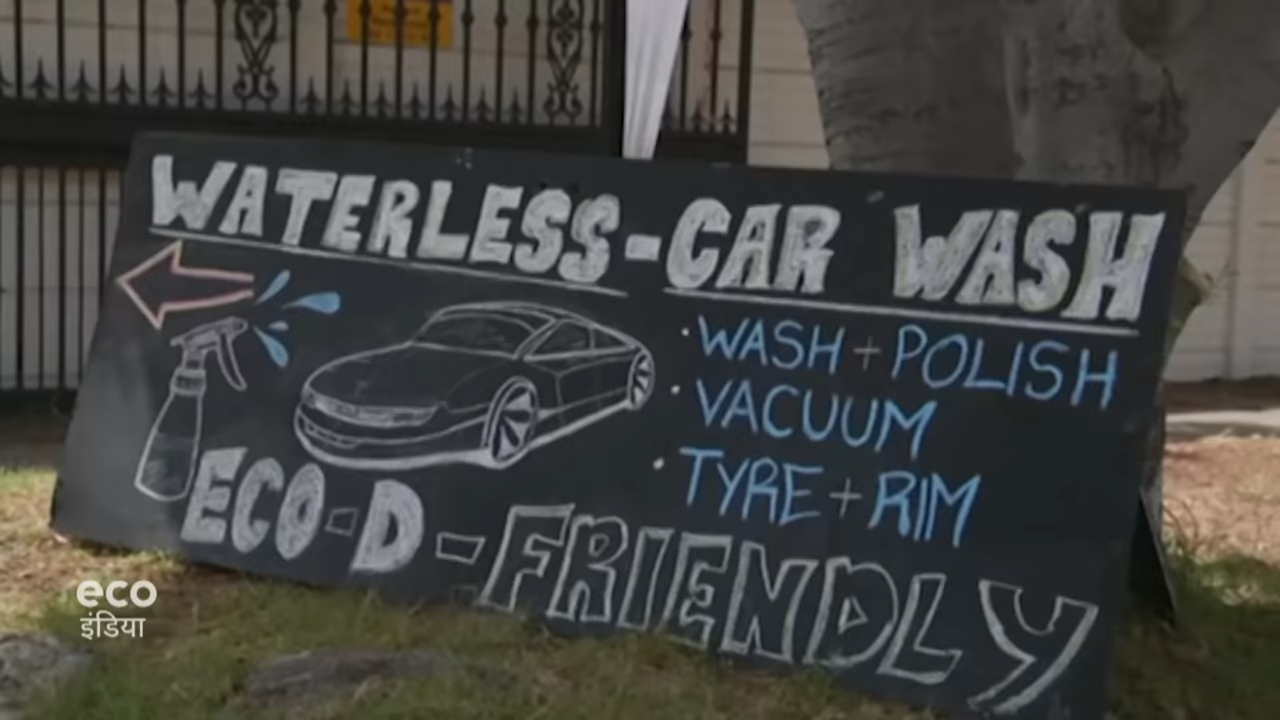 WATERLESS-CAR WASH
• WASH + POLISH
• VACUUM
• TYRE + RIM
ECO-D-FRIENDLY
eco
इंडिया